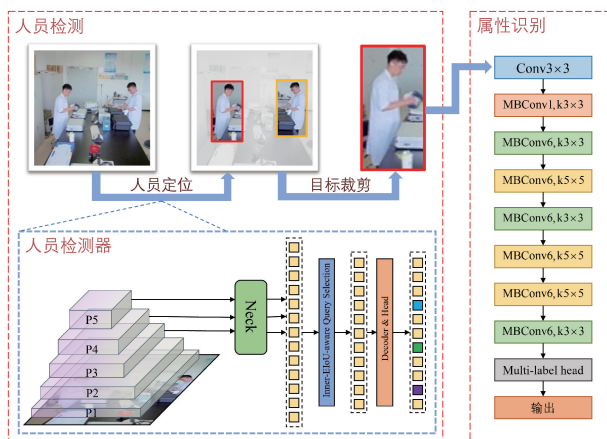 人员检测
人员定位
目标裁剪
人员检测器
P5
P4
P3
P2
P1
Neck
Inner-EIoU-aware Query Selection
Decoder & Head
属性识别
Conv3×3
MBConv1,k3×3
MBConv6,k3×3
MBConv6,k5×5
MBConv6,k3×3
MBConv6,k5×5
MBConv6,k5×5
MBConv6,k3×3
Multi-label head
输出